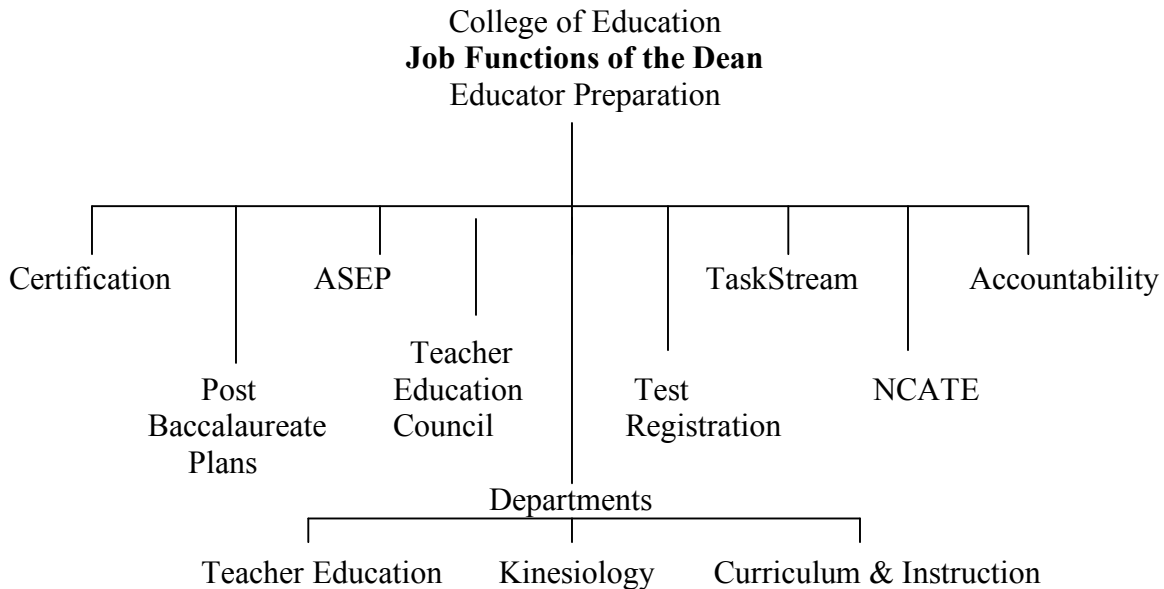 College of Education
Job Functions of the Dean
Educator Preparation
Certification
ASEP
TaskStream
Accountability
Post
Baccalaureate
Plans
Teacher
Education
Council
Test
Registration
NCATE
Departments
Teacher Education
Kinesiology
Curriculum & Instruction